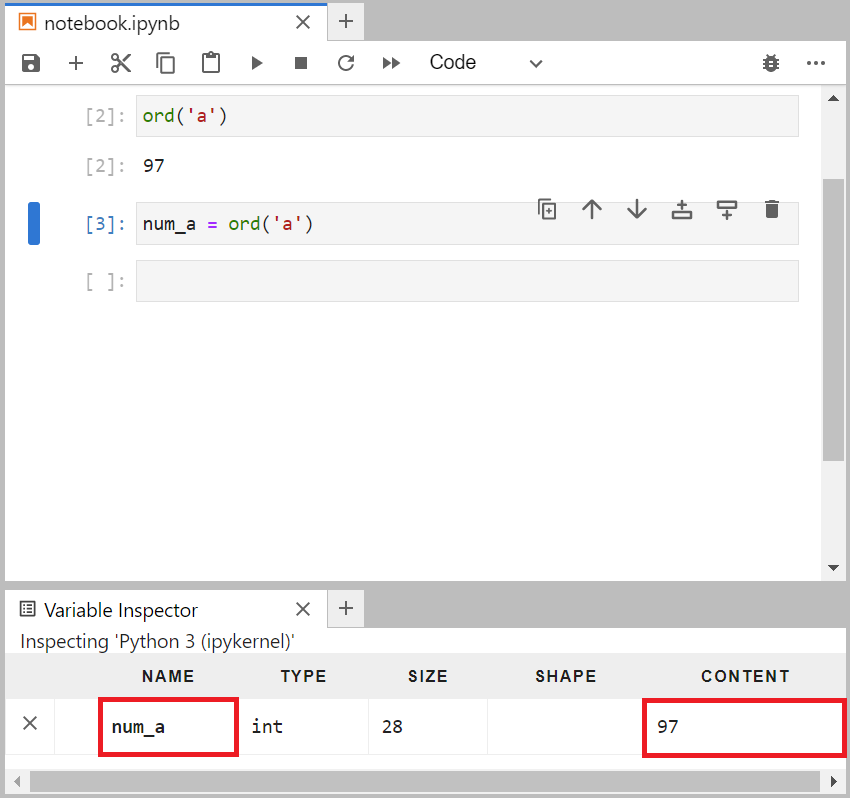 notebook.ipynb
Code
[2]: ord('a')
[2]: 97
[3]: num_a = ord('a')
[ ]:
Variable Inspector
Inspecting 'Python 3 (ipykernel)'
NAME TYPE SIZE SHAPE CONTENT
num_a int 28 97